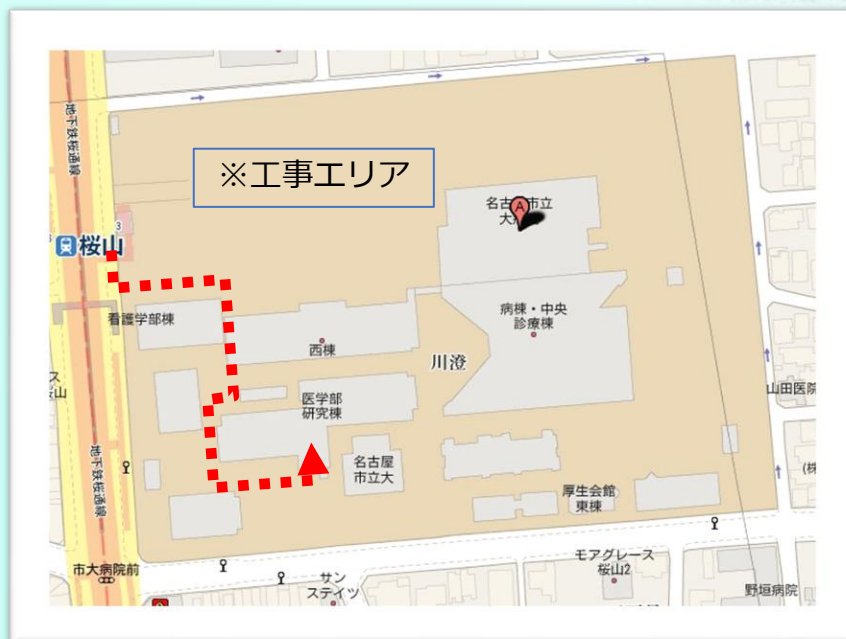 地下鉄桜通線
※工事エリア
名古屋市立
大
A
3
桜山
看護学部棟
西棟
病棟・中央
診療棟
川澄
医学部
研究棟
山田医院
名古屋
市立大
地下鉄桜通線
厚生会館
東棟
市大病院前
サン
ステイツ
モアグレース
桜山2
野垣病院